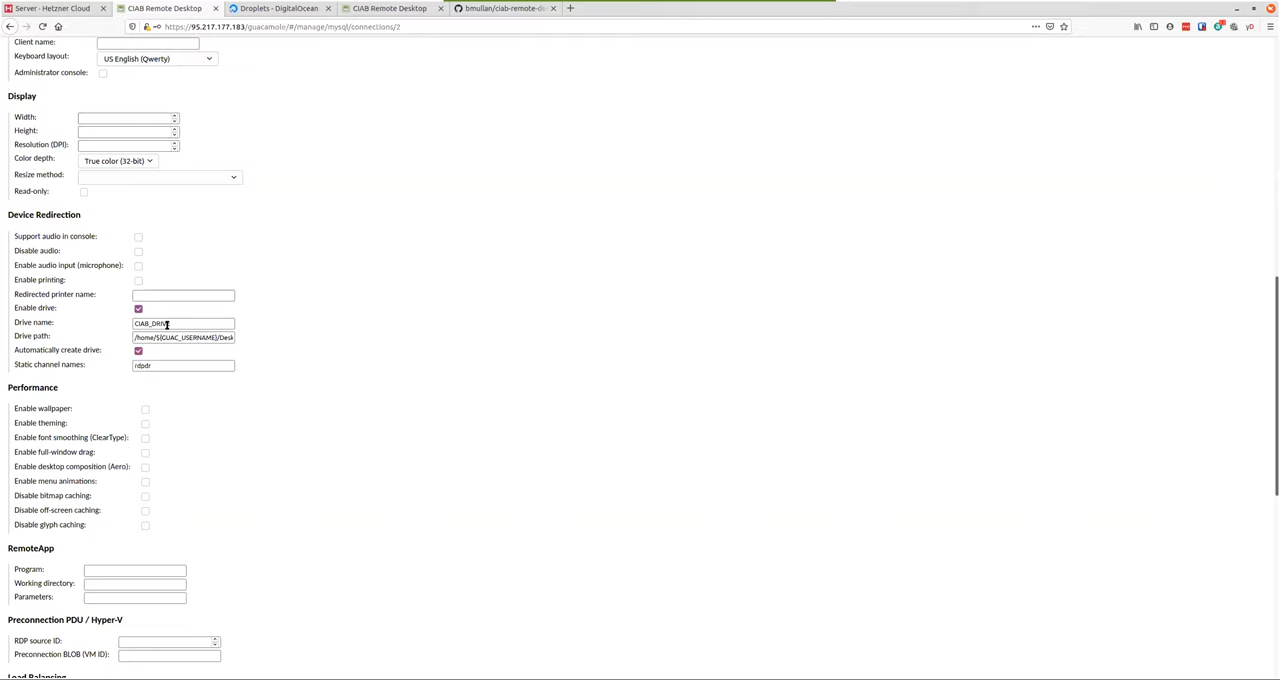 Server · Hetzner Cloud
CIAB Remote Desktop
Droplets - DigitalOcean
CIAB Remote Desktop
bmullan/ciab-remote-de
https://95.217.177.183/guacamole/#/manage/mysql/connections/2
Client name:
Keyboard layout: US English (Qwerty)
Administrator console:
Display
Width:
Height:
Resolution (DPI):
Color depth: True color (32-bit)
Resize method:
Read-only:
Device Redirection
Support audio in console:
Disable audio:
Enable audio input (microphone):
Enable printing:
Redirected printer name:
Enable drive:
Drive name: CIAB_DRIVE
Drive path: /home/${GUAC_USERNAME}/Desk
Automatically create drive:
Static channel names: rdpdr
Performance
Enable wallpaper:
Enable theming:
Enable font smoothing (ClearType):
Enable full-window drag:
Enable desktop composition (Aero):
Enable menu animations:
Disable bitmap caching:
Disable off-screen caching:
Disable glyph caching:
RemoteApp
Program:
Working directory:
Parameters:
Preconnection PDU / Hyper-V
RDP source ID:
Preconnection BLOB (VM ID):
Load Balancing